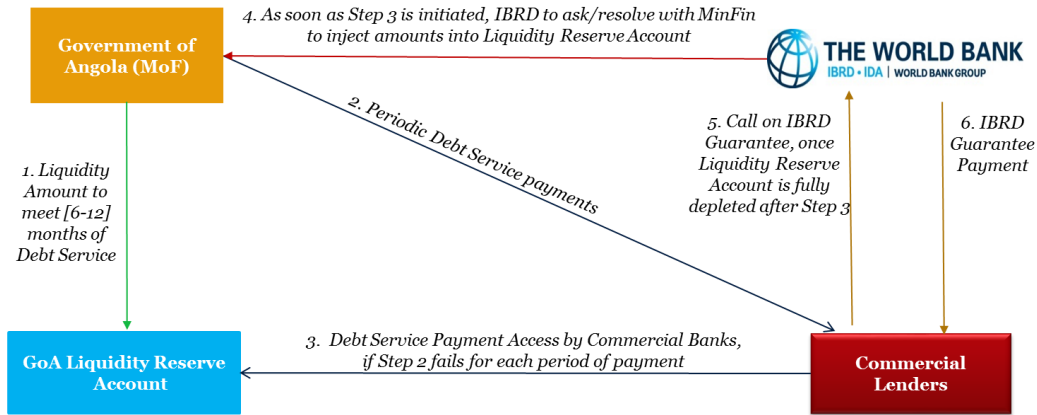 4. As soon as Step 3 is initiated, IBRD to ask/resolve with MinFin
to inject amounts into Liquidity Reserve Account
Government of
Angola (MoF)
THE WORLD BANK
IBRD • IDA | WORLD BANK GROUP
2. Periodic Debt Service payments
5. Call on IBRD
Guarantee, once
Liquidity Reserve
Account is fully
depleted after Step 3
6. IBRD
Guarantee
Payment
1. Liquidity
Amount to
meet [6-12]
months of
Debt Service
3. Debt Service Payment Access by Commercial Banks,
if Step 2 fails for each period of payment
GoA Liquidity Reserve
Account
Commercial
Lenders